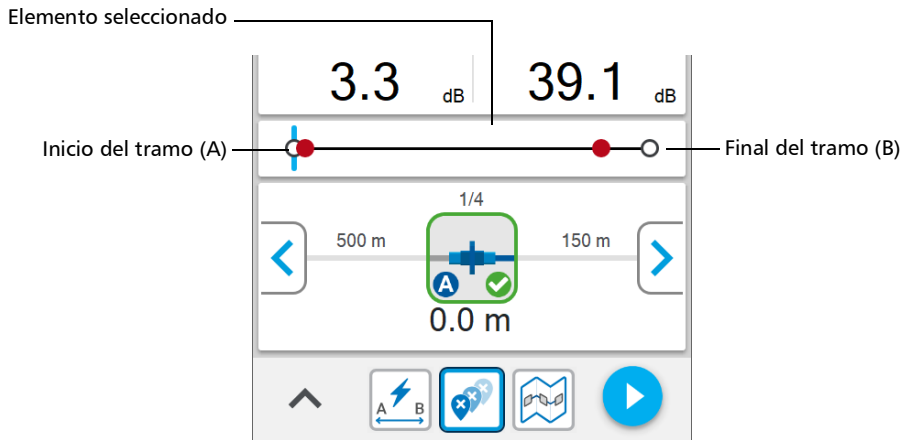 Elemento seleccionado
3.3 dB 39.1 dB
Inicio del tramo (A)
Final del tramo (B)
1/4
500 m
150 m
A
0.0 m
A B